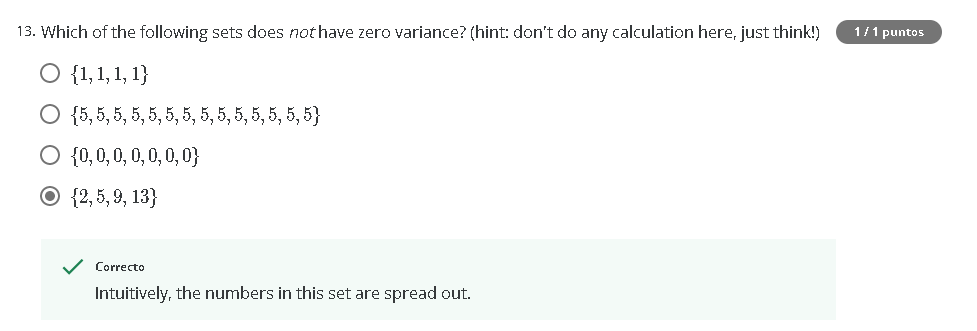 13. Which of the following sets does not have zero variance? (hint: don't do any calculation here, just think!) 1 / 1 puntos
{1, 1, 1, 1}
{5, 5, 5, 5, 5, 5, 5, 5, 5, 5, 5, 5, 5, 5}
{0, 0, 0, 0, 0, 0, 0}
{2, 5, 9, 13}
Correcto
Intuitively, the numbers in this set are spread out.